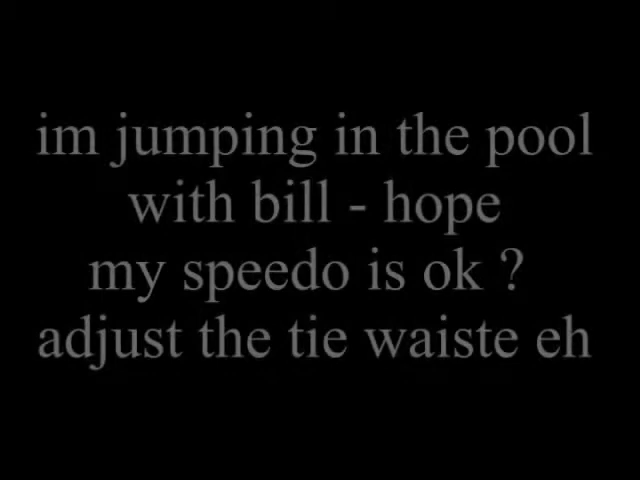 im jumping in the pool
with bill - hope
my speedo is ok ?
adjust the tie waiste eh